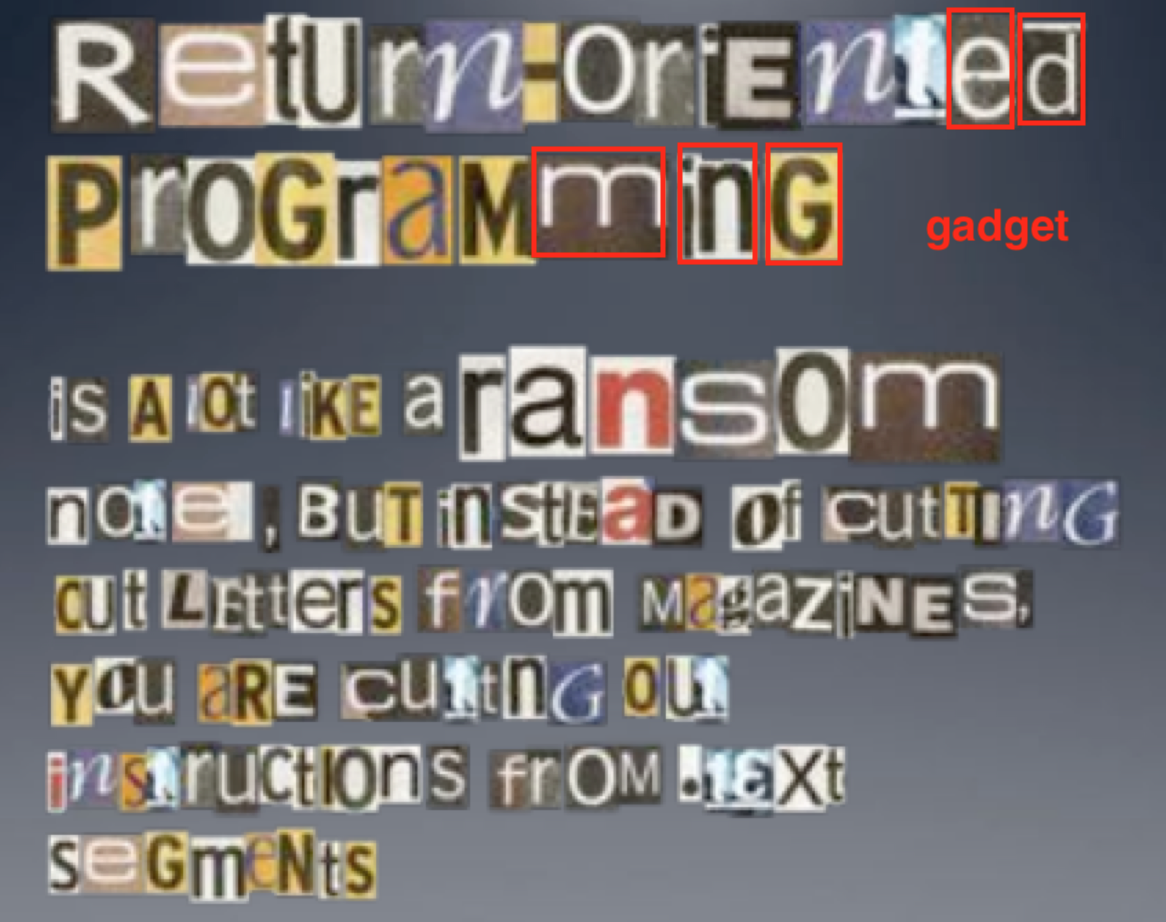 RetUrn-OriEnted
PrOGraMminG gadget
is A lOt liKE a ransOm
note, BuT inStEaD of cutTInG
cUt LEtters frOm MagaziNES,
YOu aRE cuttnG OUt
insTructIOns frOM .teXt
seGmeNts